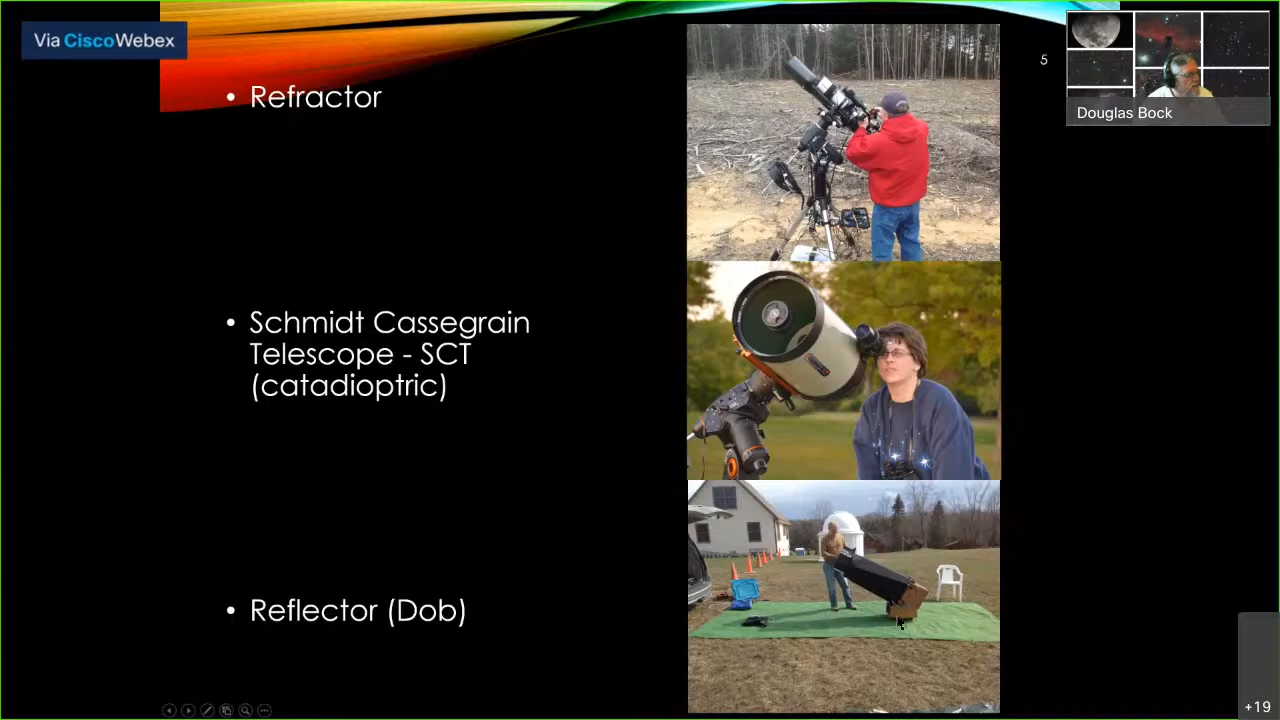 Via CiscoWebex
5
Douglas Bock
• Refractor
• Schmidt Cassegrain
Telescope - SCT
(catadioptric)
• Reflector (Dob)
+19